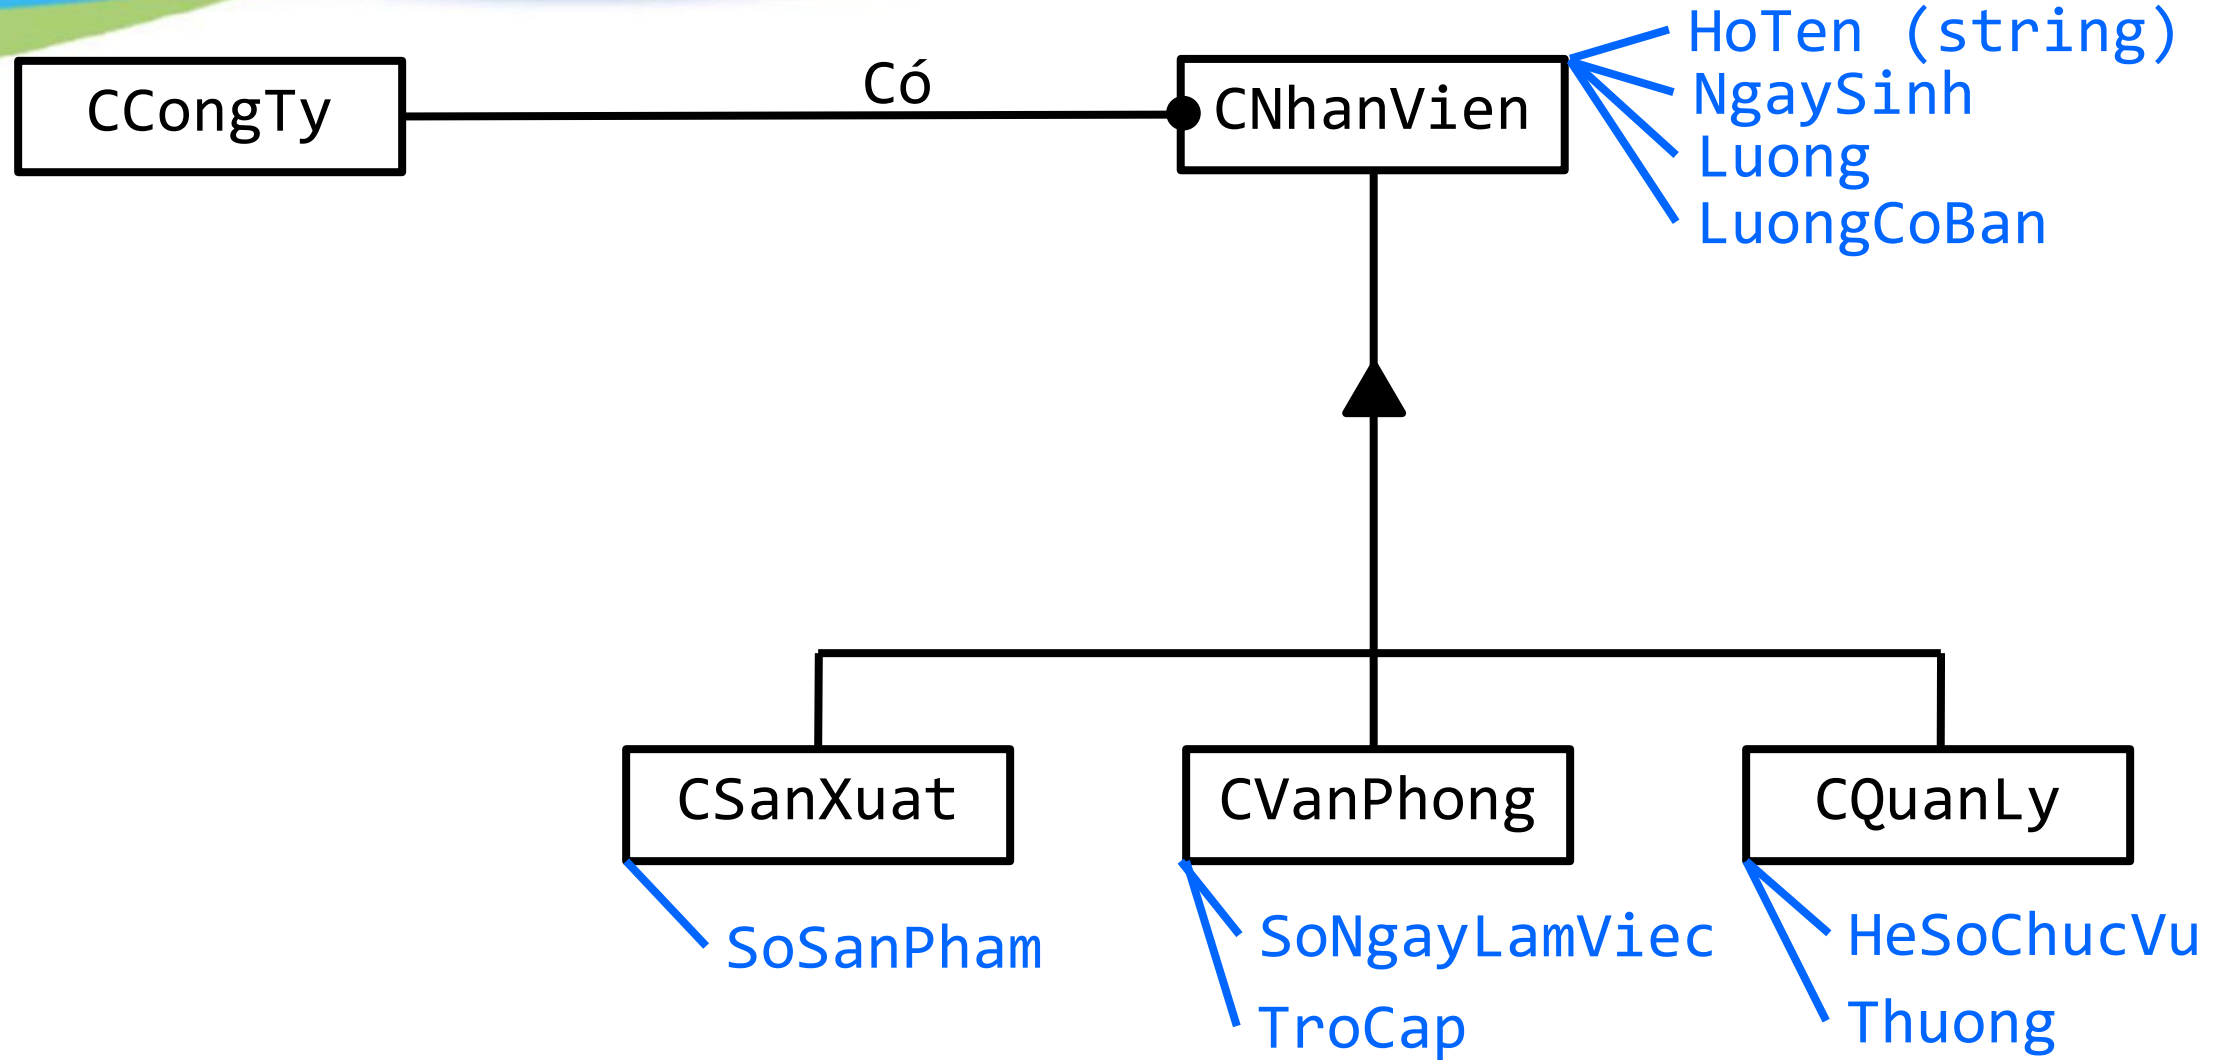 CCongTy
Có
CNhanVien
HoTen (string)
NgaySinh
Luong
LuongCoBan
CSanXuat
CVanPhong
CQuanLy
SoSanPham
SoNgayLamViec
TroCap
HeSoChucVu
Thuong